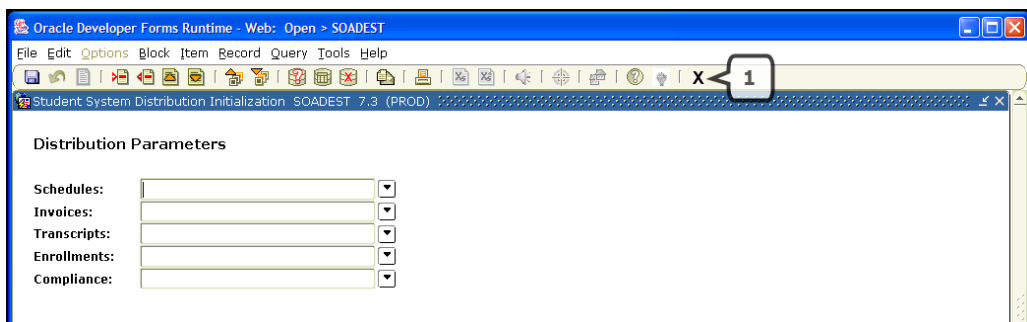 Oracle Developer Forms Runtime - Web: Open > SOADEST
File Edit Options Block Item Record Query Tools Help
X 1
Student System Distribution Initialization SOADEST 7.3 (PROD)
Distribution Parameters
Schedules:
Invoices:
Transcripts:
Enrollments:
Compliance: